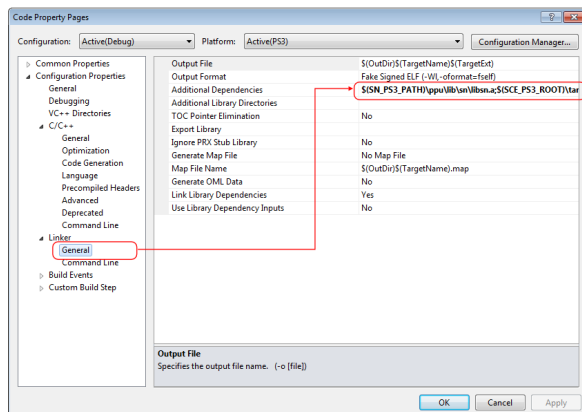 Code Property Pages
Configuration: Active(Debug) Platform: Active(PS3) Configuration Manager...
Common Properties
Configuration Properties
General
Debugging
VC++ Directories
C/C++
General
Optimization
Code Generation
Language
Precompiled Headers
Advanced
Deprecated
Command Line
Linker
General
Command Line
Build Events
Custom Build Step
Output File $(OutDir)$(TargetName)$(TargetExt)
Output Format Fake Signed ELF (-Wl,-oformat=fself)
Additional Dependencies $(SN_PS3_PATH)\ppu\lib\sn\libsn.a;$(SCE_PS3_ROOT)\tar
Additional Library Directories
TOC Pointer Elimination No
Export Library
Ignore PRX Stub Library No
Generate Map File No Map File
Map File Name $(OutDir)$(TargetName).map
Generate OML Data No
Link Library Dependencies Yes
Use Library Dependency Inputs No
Output File
Specifies the output file name. (-o [file])
OK Cancel Apply